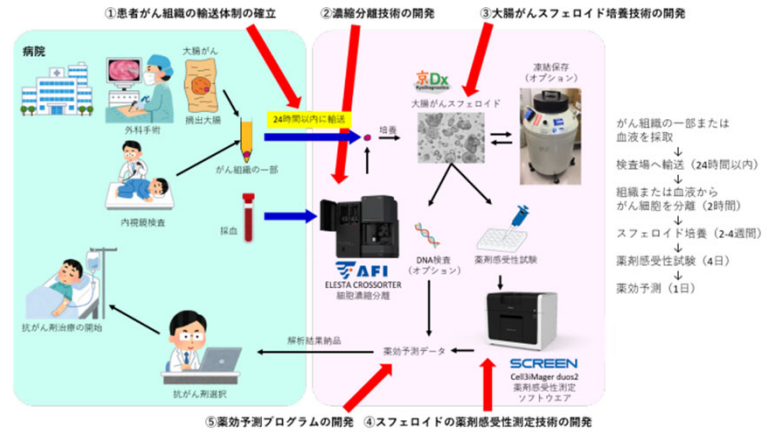 ①患者がん組織の輸送体制の確立
②濃縮分離技術の開発
③大腸がんスフェロイド培養技術の開発
病院
大腸がん
外科手術
摘出大腸
24時間以内に輸送
がん組織の一部
内視鏡検査
採血
培養
京Dx
KyoDiagnostics
大腸がんスフェロイド
凍結保存
(オプション)
AFI
ELESTA CROSSORTER
細胞濃縮分離
DNA検査
(オプション)
薬剤感受性試験
SCREEN
Cell3iMager duos2
薬剤感受性測定
ソフトウエア
薬効予測データ
解析結果納品
抗がん剤治療の開始
抗がん剤選択
がん組織の一部または
血液を採取
↓
検査場へ輸送(24時間以内)
↓
組織または血液から
がん細胞を分離(2時間)
↓
スフェロイド培養(2-4週間)
↓
薬剤感受性試験(4日)
↓
薬効予測(1日)
⑤薬効予測プログラムの開発
④スフェロイドの薬剤感受性測定技術の開発